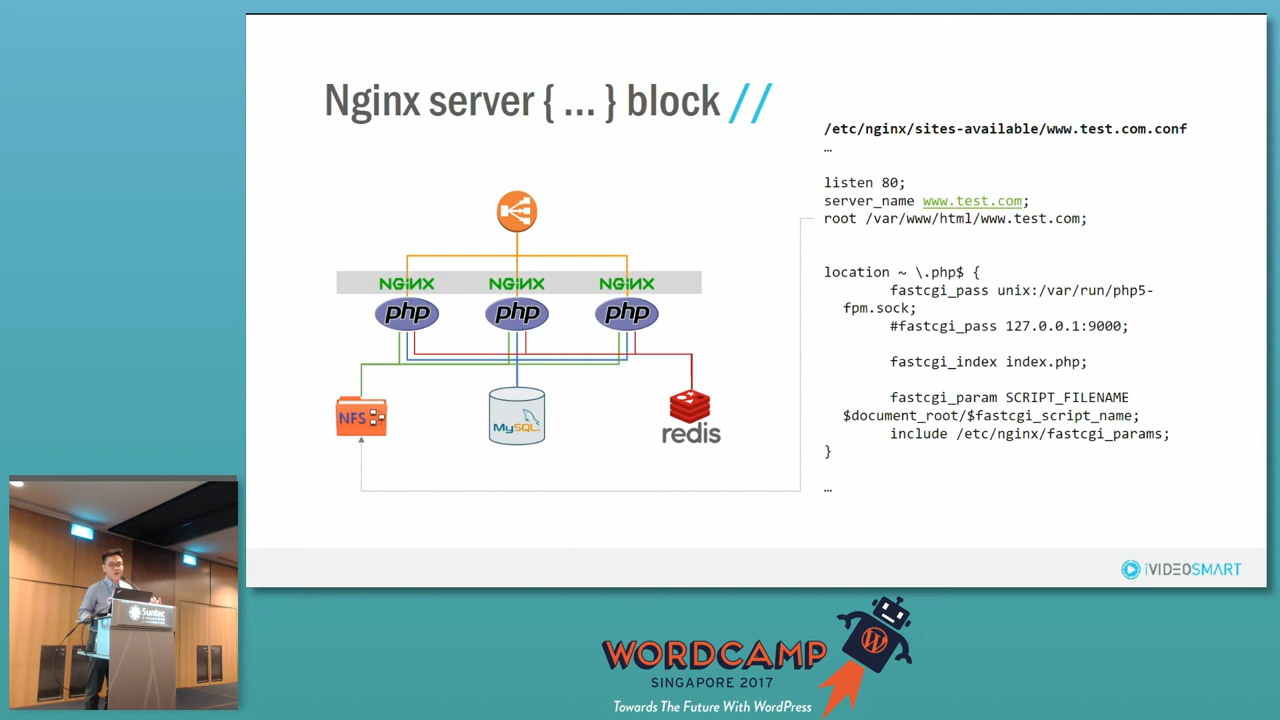 Nginx server { ... } block //
/etc/nginx/sites-available/www.test.com.conf
…
listen 80;
server_name www.test.com;
root /var/www/html/www.test.com;
location ~ \.php$ {
fastcgi_pass unix:/var/run/php5-
fpm.sock;
#fastcgi_pass 127.0.0.1:9000;
fastcgi_index index.php;
fastcgi_param SCRIPT_FILENAME
$document_root/$fastcgi_script_name;
include /etc/nginx/fastcgi_params;
}
…
NGINX NGINX NGINX
php php php
NFS
MySQL
redis
iVIDEOSMART
Suntec
SINGAPORE
WORDCAMP
SINGAPORE 2017
Towards The Future With WordPress